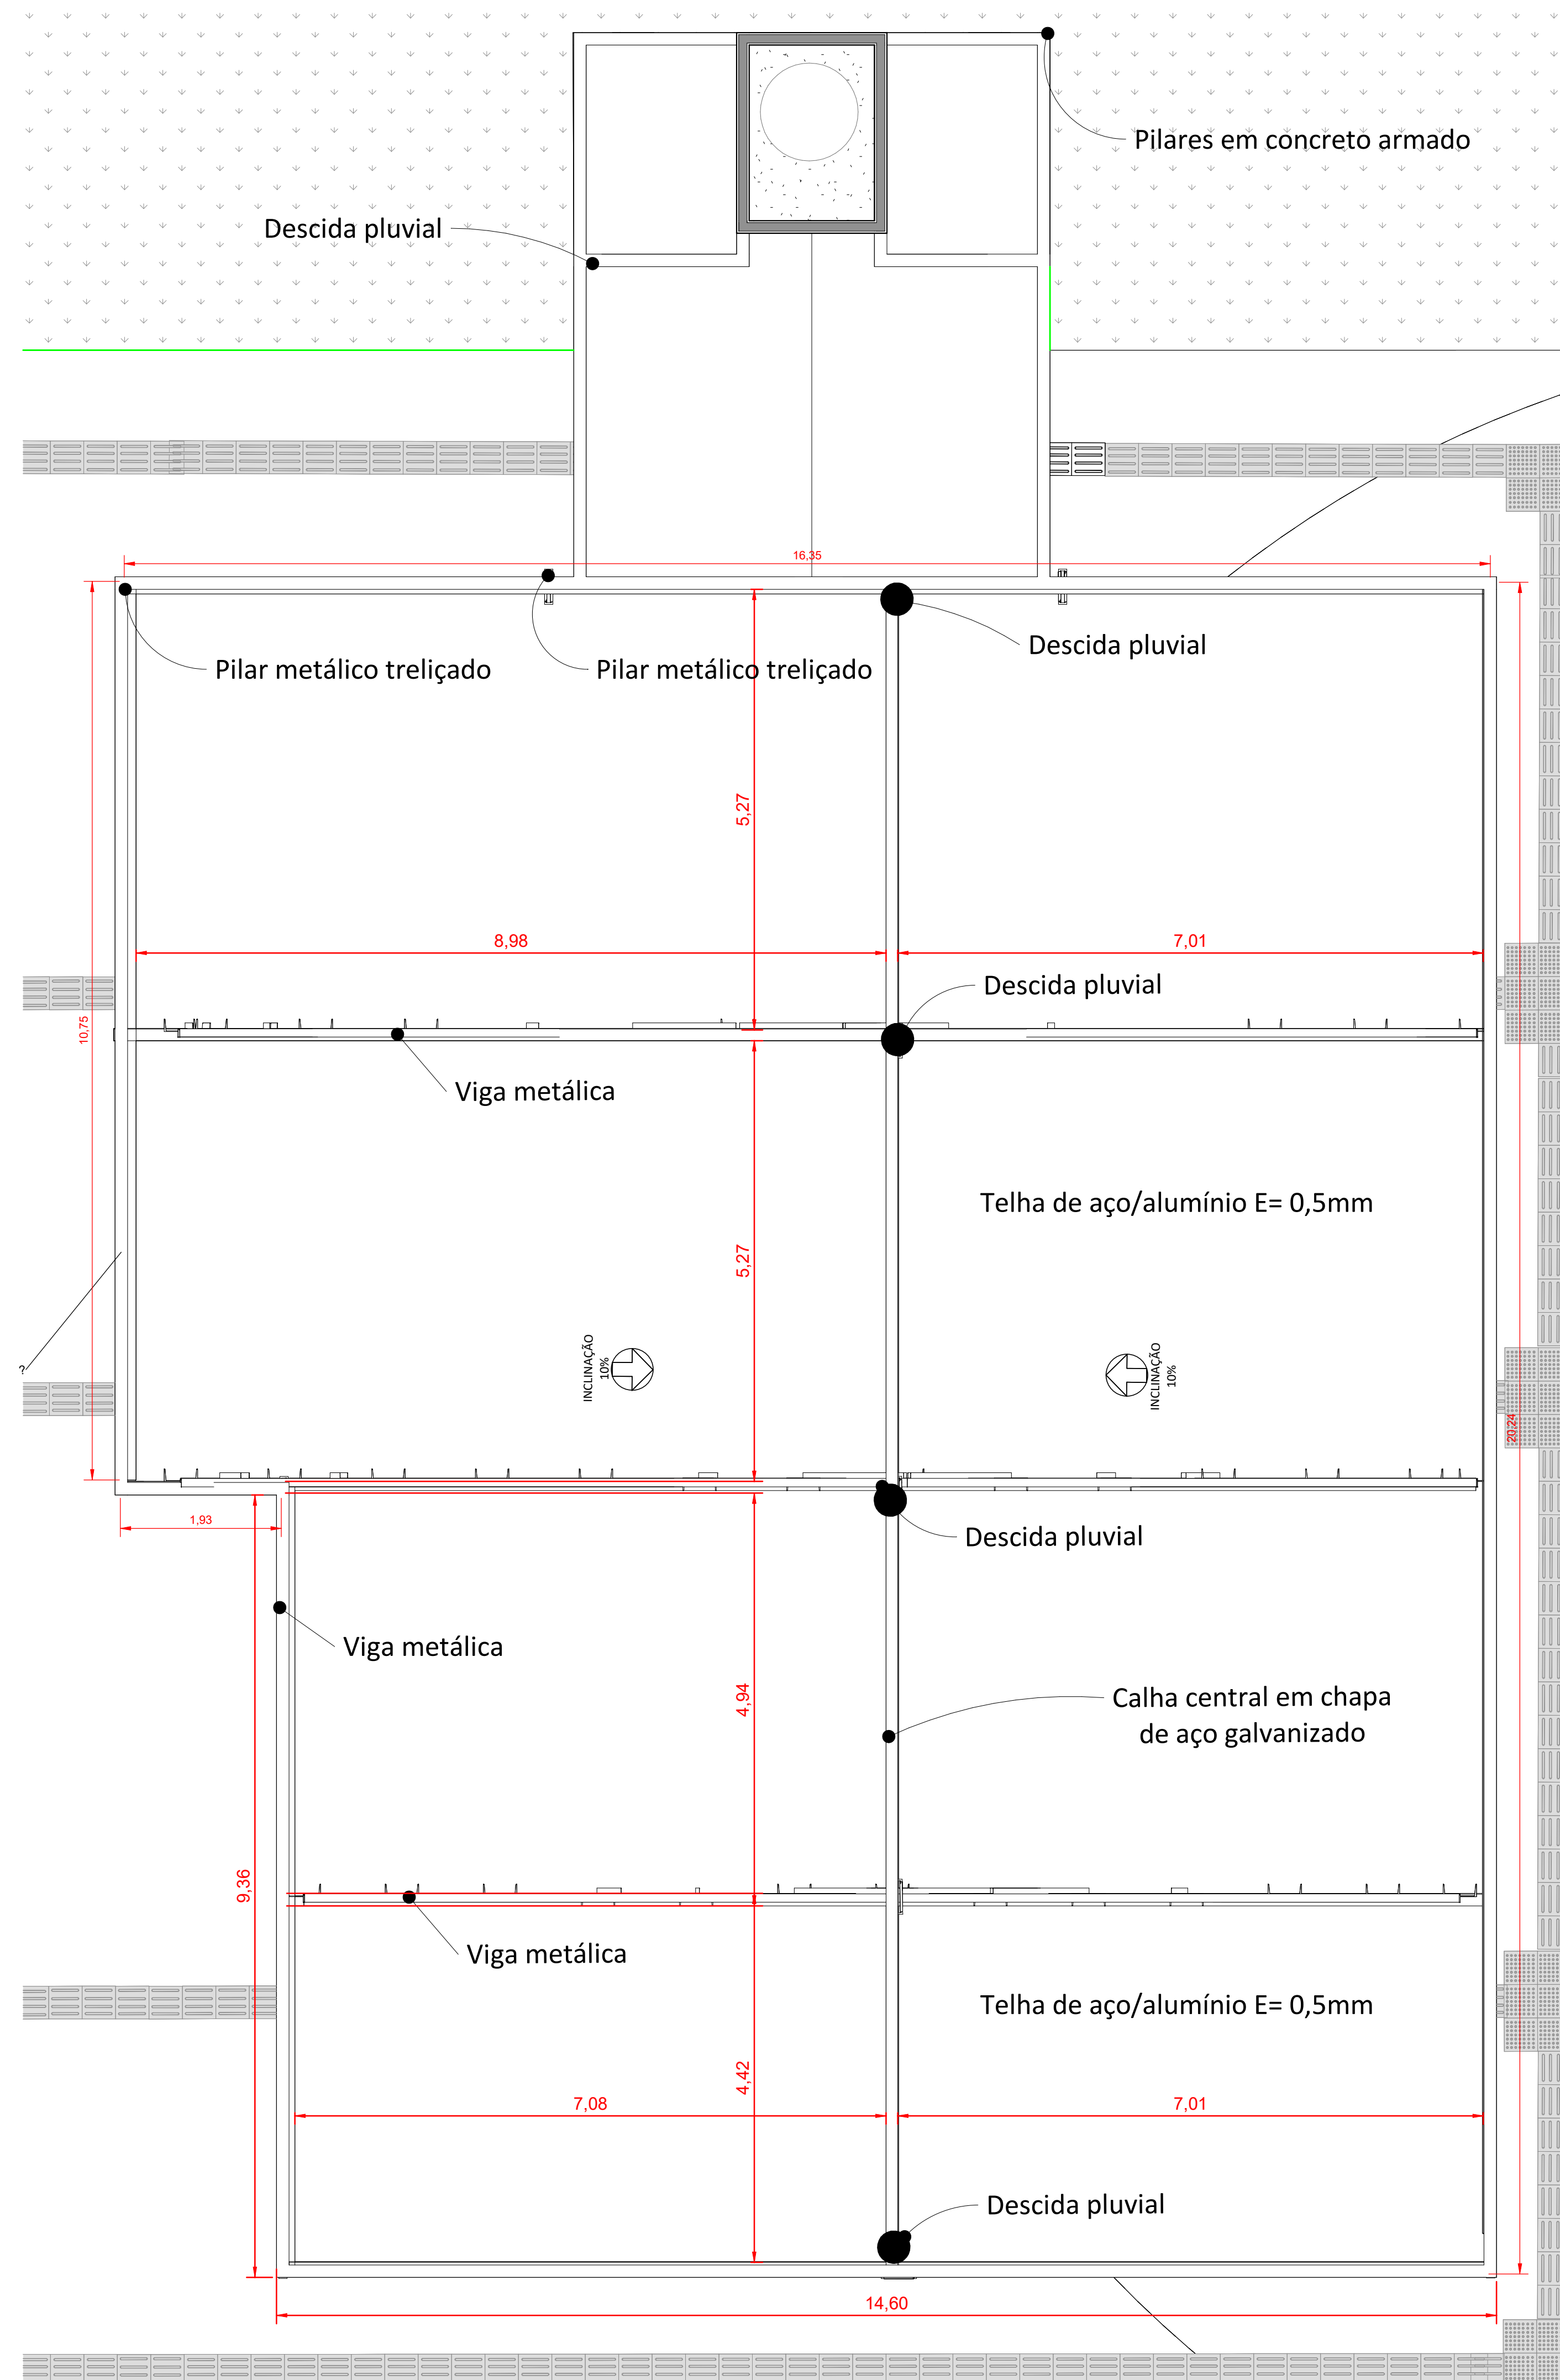 Pilares em concreto armado
Descida pluvial
16,35
Descida pluvial
Pilar metálico treliçado
Pilar metálico treliçado
5,27
8,98
7,01
Descida pluvial
10,75
Viga metálica
Telha de aço/alumínio E= 0,5mm
5,27
INCLINAÇÃO
10%
INCLINAÇÃO
10%
?
20,24
1,93
Descida pluvial
Viga metálica
4,94
Calha central em chapa
de aço galvanizado
9,36
Viga metálica
Telha de aço/alumínio E= 0,5mm
4,42
7,08
7,01
Descida pluvial
14,60